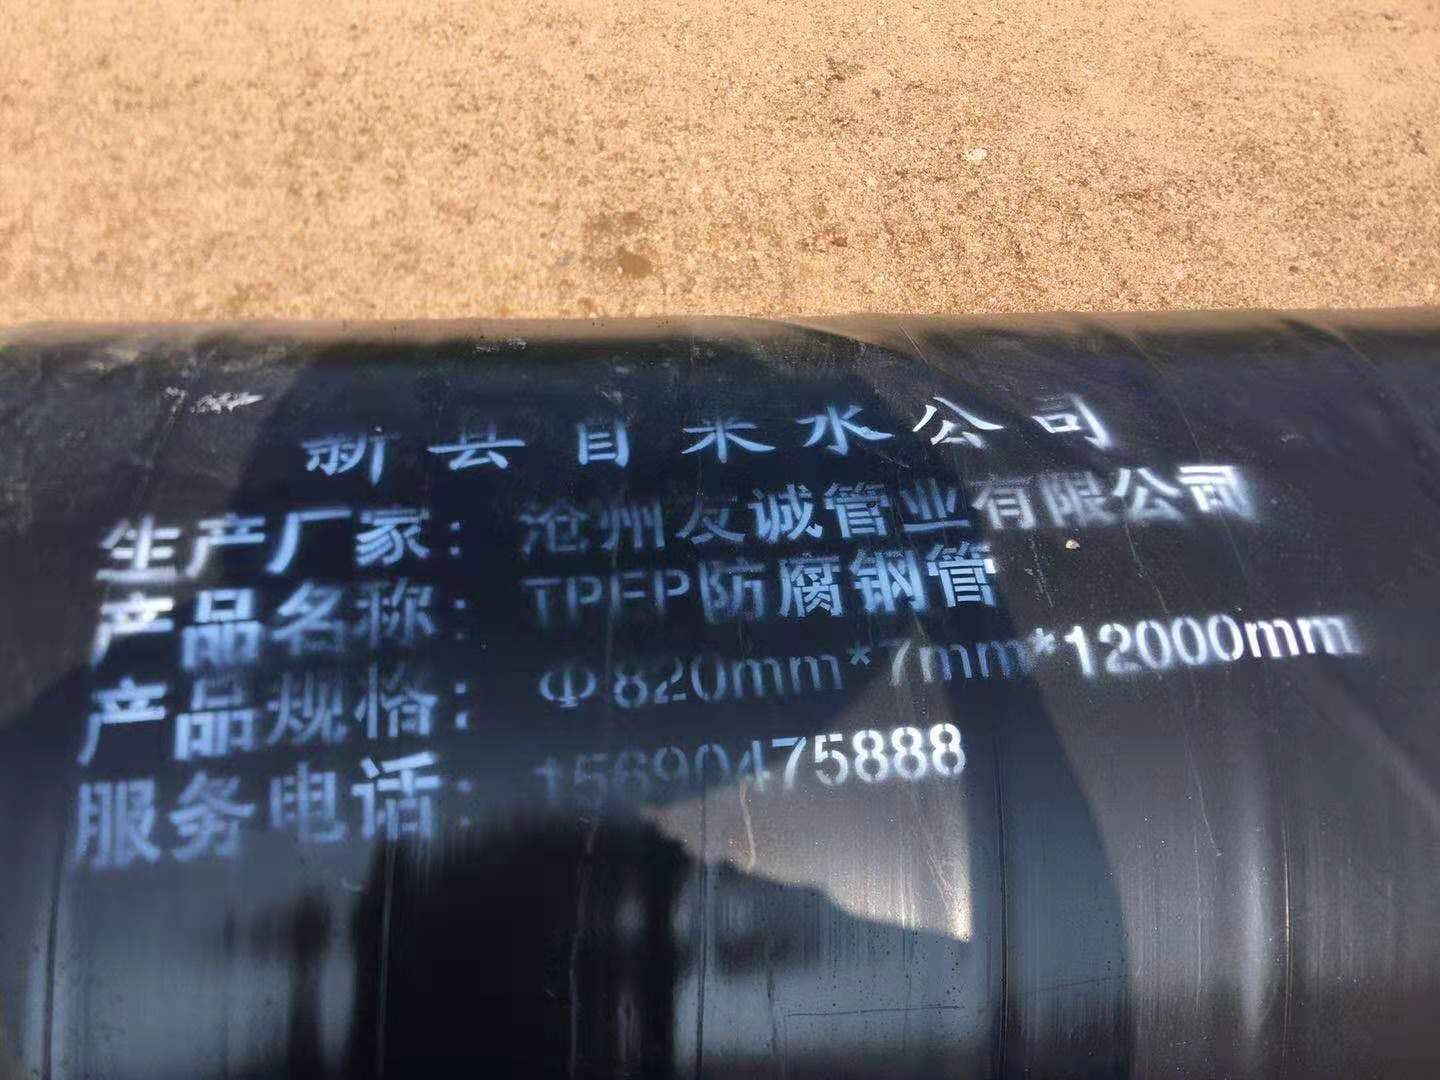 新县自来水公司
生产厂家：沧州友诚管业有限公司
产品名称：TPEP防腐钢管
产品规格：Φ820mm*7mm*12000mm
服务电话：15690475888